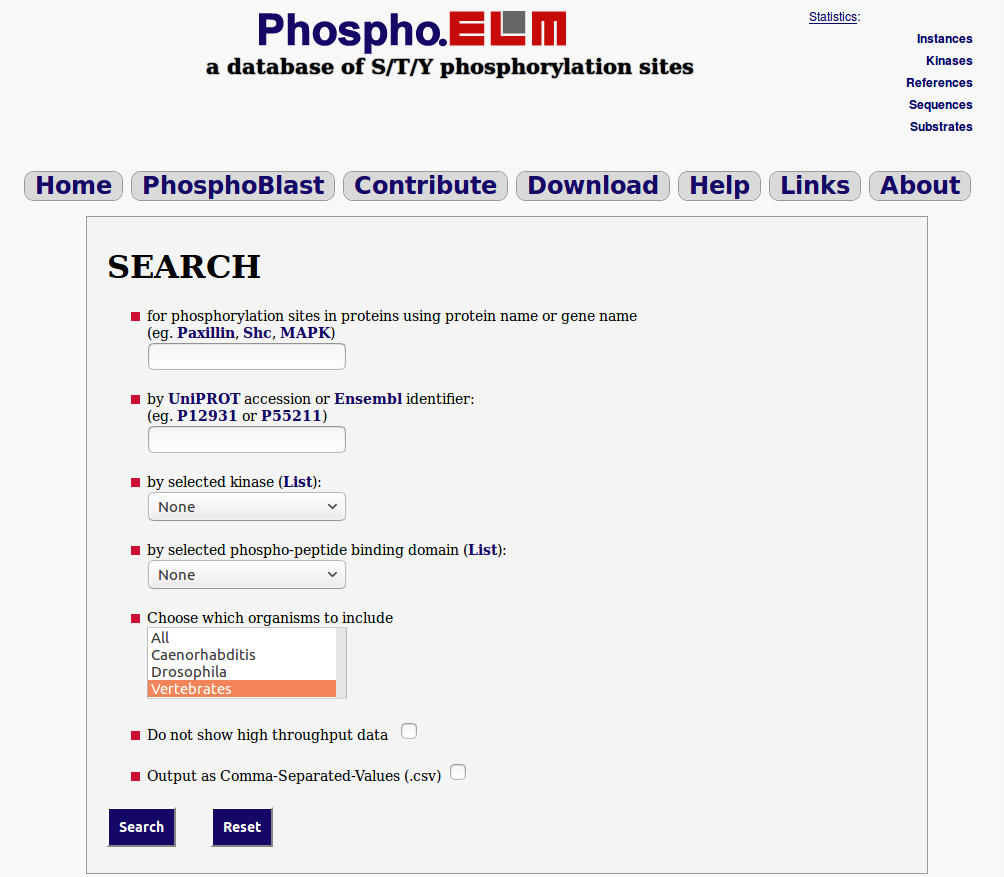 Phospho.ELM
a database of S/T/Y phosphorylation sites
Statistics:
Instances
Kinases
References
Sequences
Substrates
Home PhosphoBlast Contribute Download Help Links About
SEARCH
for phosphorylation sites in proteins using protein name or gene name
(eg. Paxillin, Shc, MAPK)
by UniPROT accession or Ensembl identifier:
(eg. P12931 or P55211)
by selected kinase (List):
None
by selected phospho-peptide binding domain (List):
None
Choose which organisms to include
All
Caenorhabditis
Drosophila
Vertebrates
Do not show high throughput data
Output as Comma-Separated-Values (.csv)
Search Reset